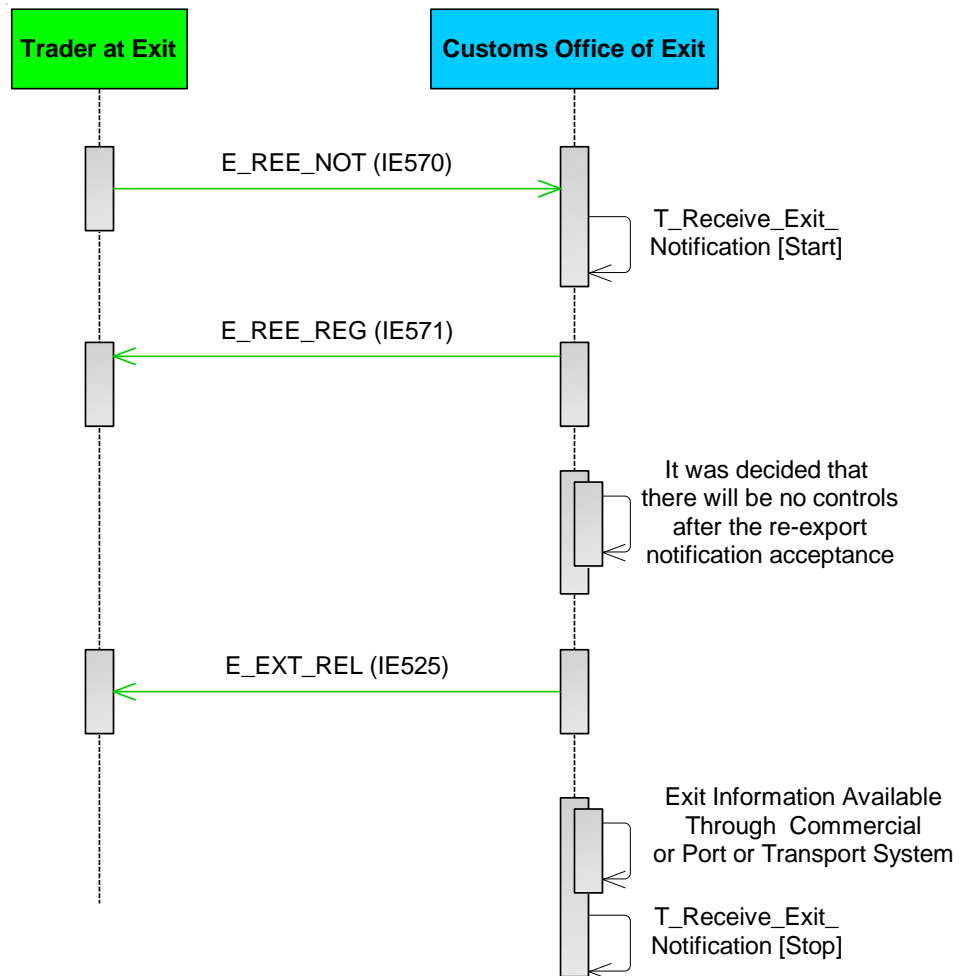 Trader at Exit
Customs Office of Exit
E_REE_NOT (IE570)
T_Receive_Exit_
Notification [Start]
E_REE_REG (IE571)
It was decided that
there will be no controls
after the re-export
notification acceptance
E_EXT_REL (IE525)
Exit Information Available
Through Commercial
or Port or Transport System
T_Receive_Exit_
Notification [Stop]